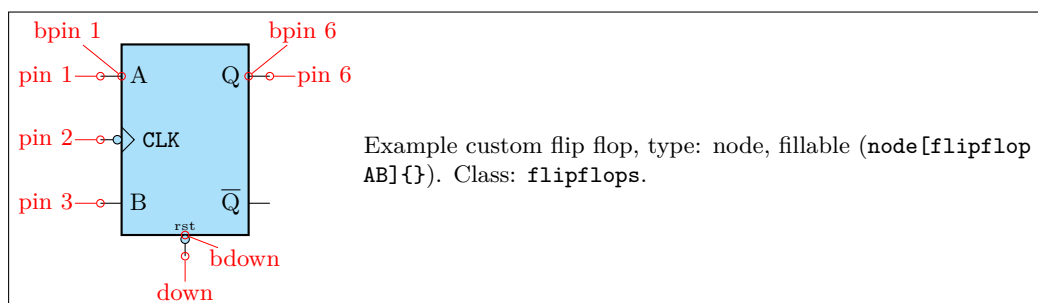 bpin 1
bpin 6
pin 1
A
Q
pin 6
pin 2
CLK
Example custom flip flop, type: node, fillable (node[flipflop
AB]{}). Class: flipflops.
pin 3
B
Q̅
rst
bdown
down